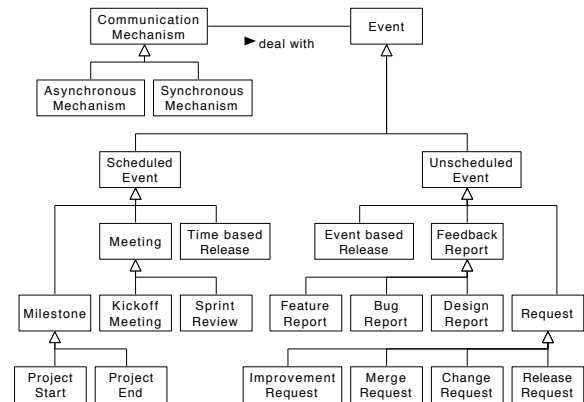 Communication
Mechanism
Event
► deal with
Asynchronous
Mechanism
Synchronous
Mechanism
Scheduled
Event
Unscheduled
Event
Meeting
Time based
Release
Event based
Release
Feedback
Report
Milestone
Kickoff
Meeting
Sprint
Review
Feature
Report
Bug
Report
Design
Report
Request
Project
Start
Project
End
Improvement
Request
Merge
Request
Change
Request
Release
Request